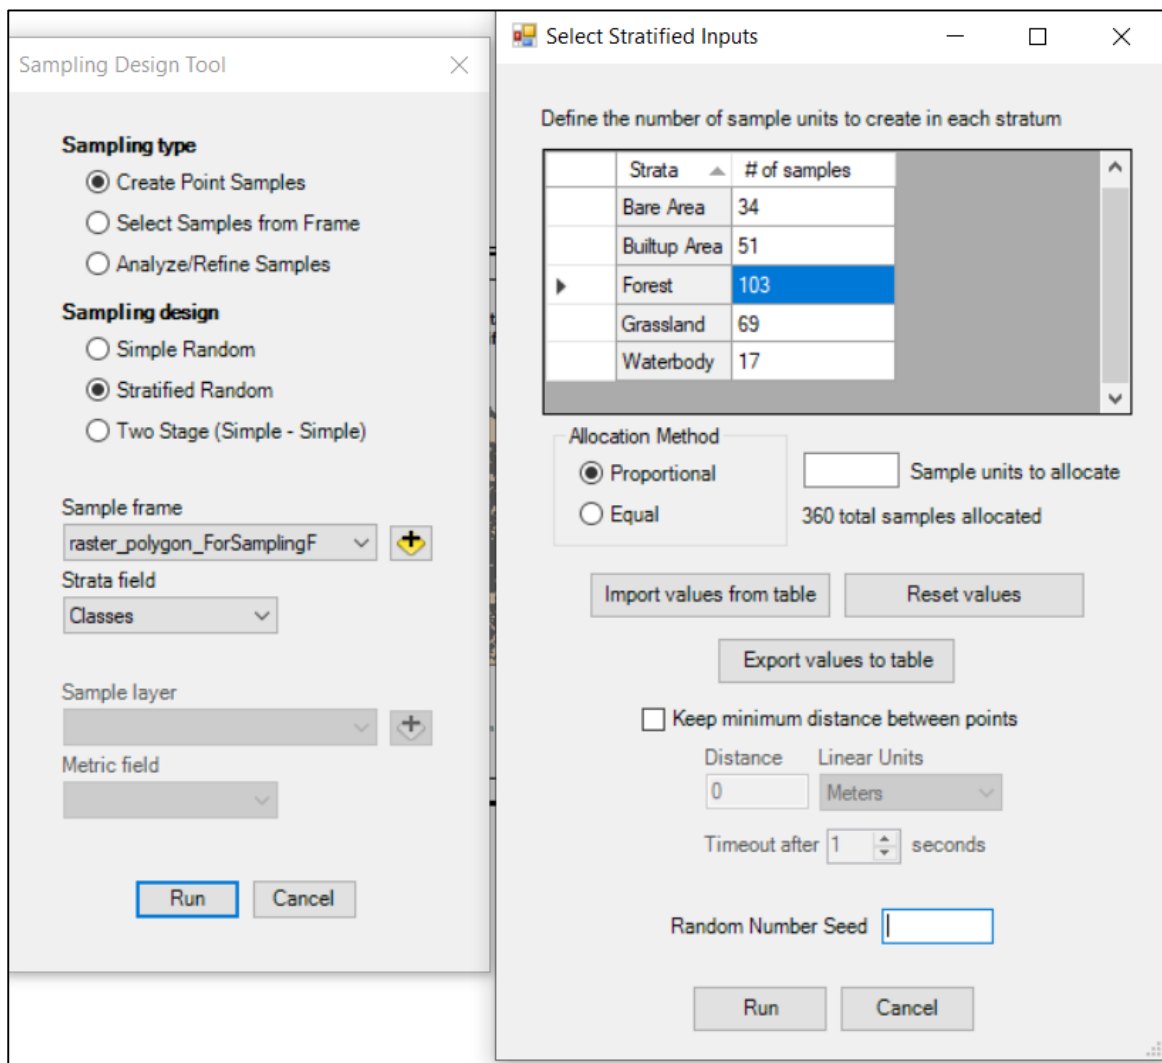 Sampling Design Tool
Sampling type
Create Point Samples
Select Samples from Frame
Analyze/Refine Samples
Sampling design
Simple Random
Stratified Random
Two Stage (Simple - Simple)
Sample frame
raster_polygon_ForSamplingF
Strata field
Classes
Sample layer
Metric field
Run Cancel
Select Stratified Inputs
Define the number of sample units to create in each stratum
Strata # of samples
Bare Area 34
Builtup Area 51
Forest 103
Grassland 69
Waterbody 17
Allocation Method
Proportional
Equal
Sample units to allocate
360 total samples allocated
Import values from table Reset values
Export values to table
Keep minimum distance between points
Distance Linear Units
0 Meters
Timeout after 1 seconds
Random Number Seed
Run Cancel